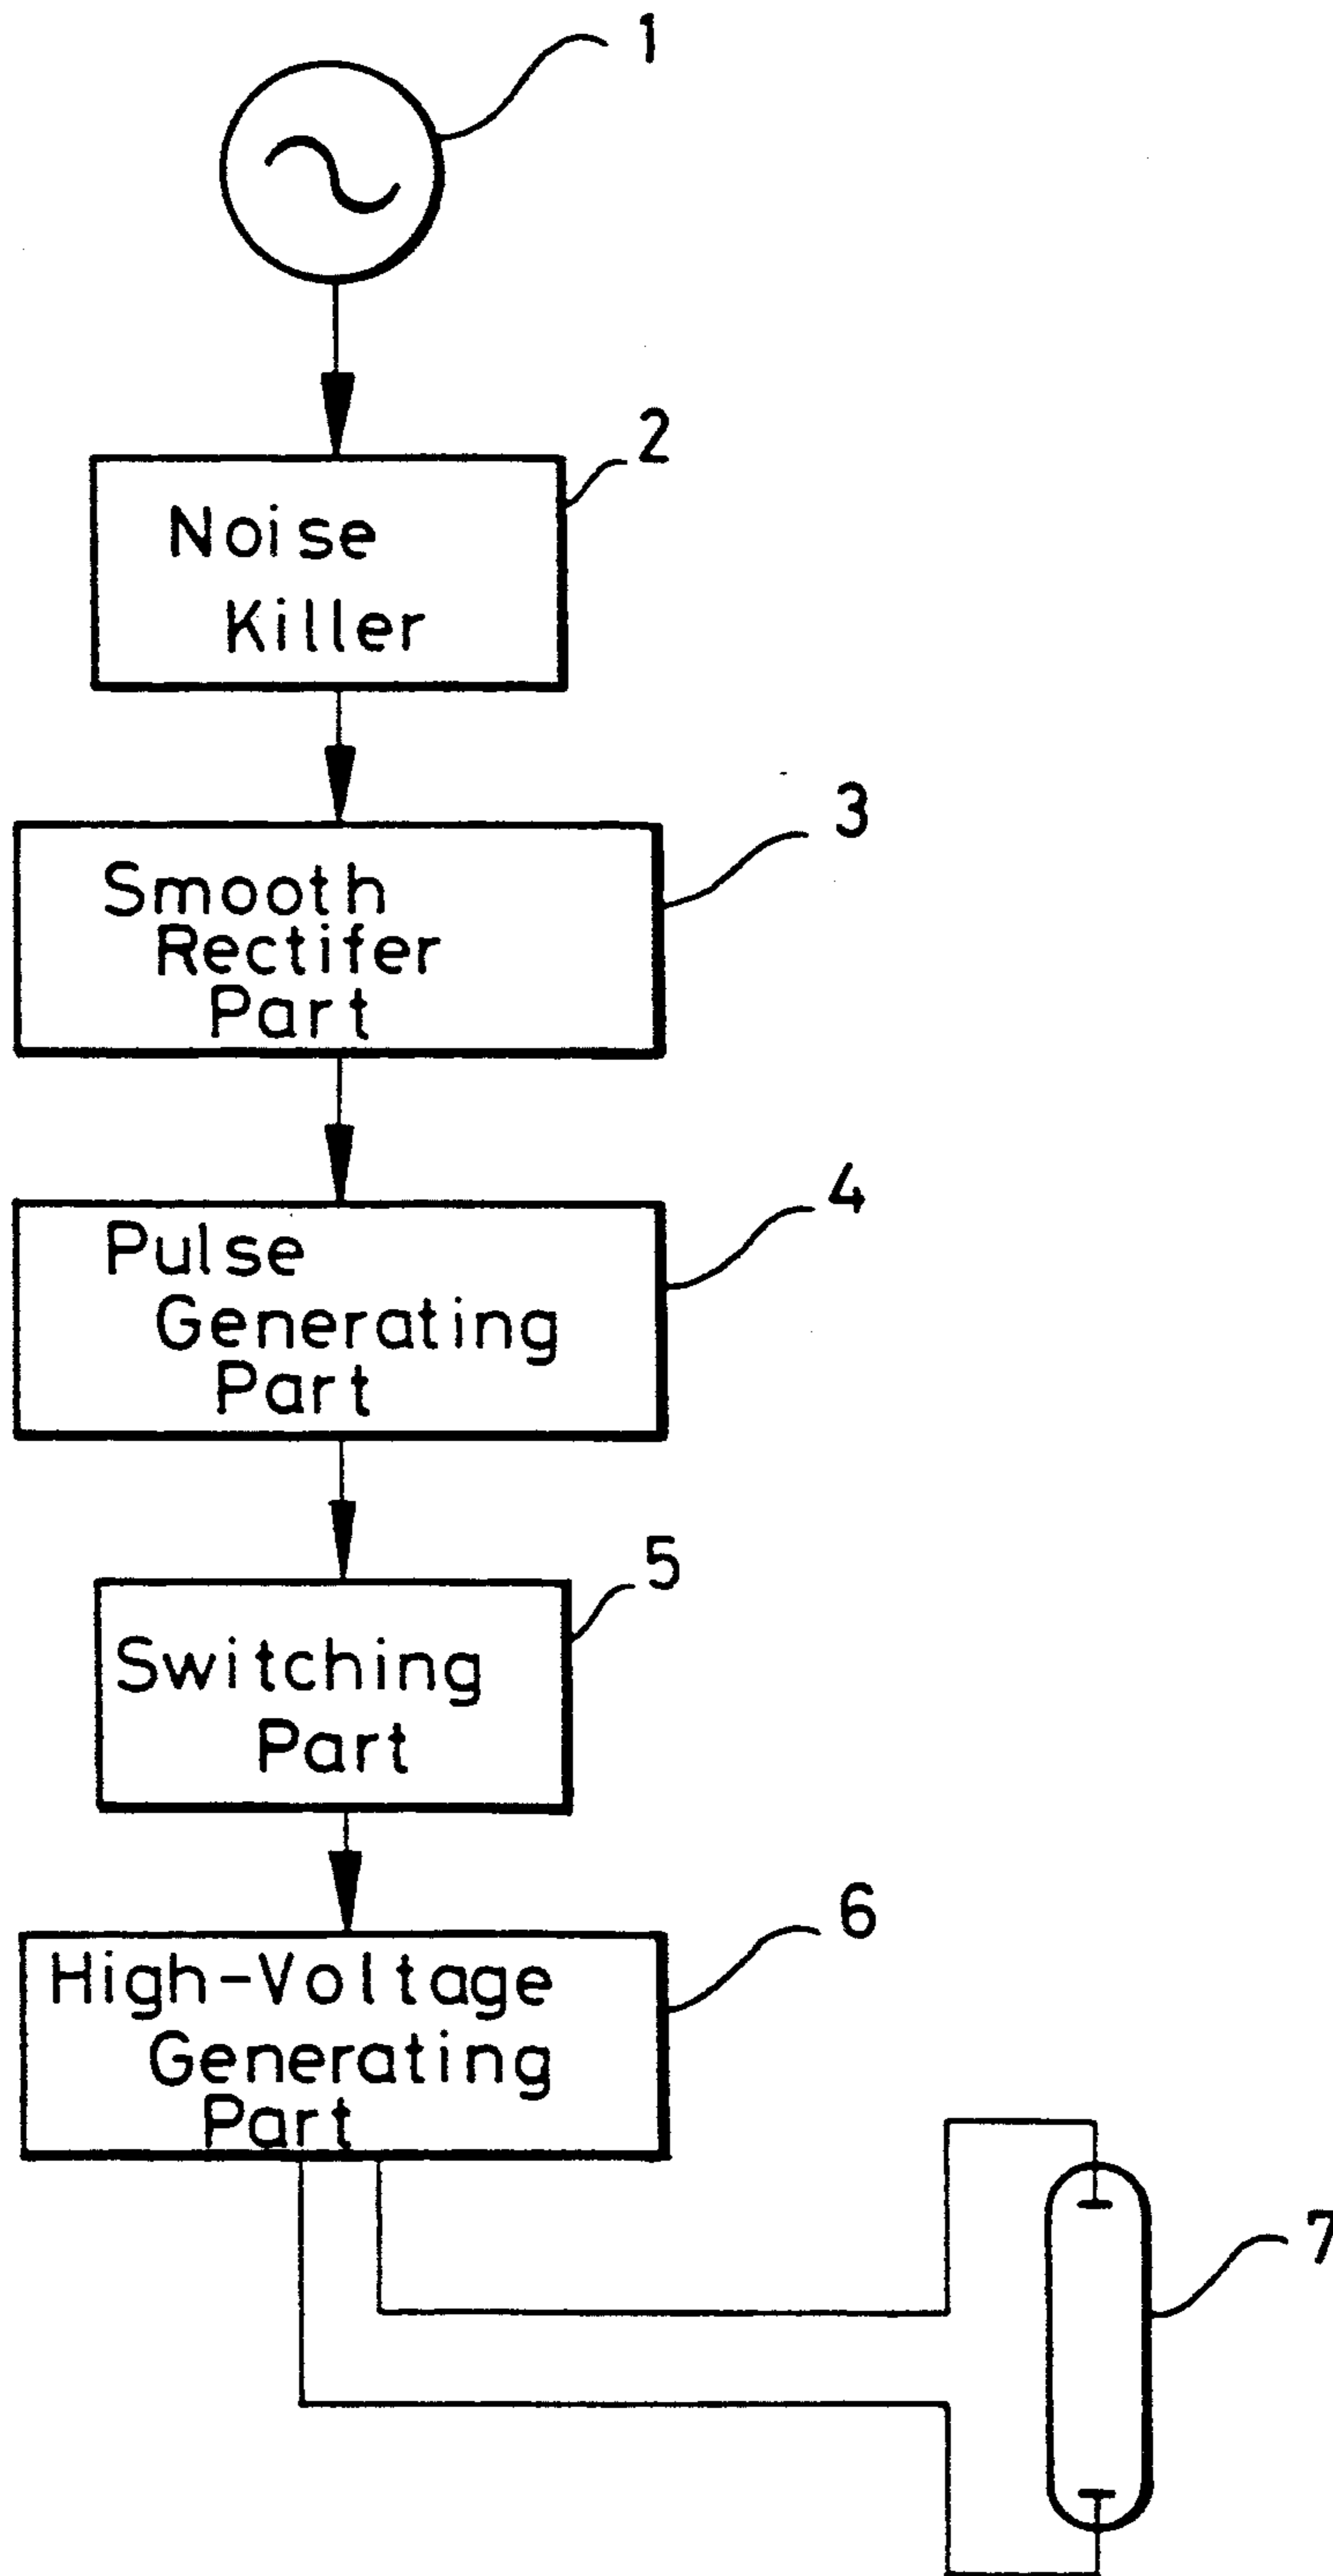 1
2
Noise
Killer
3
Smooth
Rectifer
Part
4
Pulse
Generating
Part
5
Switching
Part
6
High-Voltage
Generating
Part
7